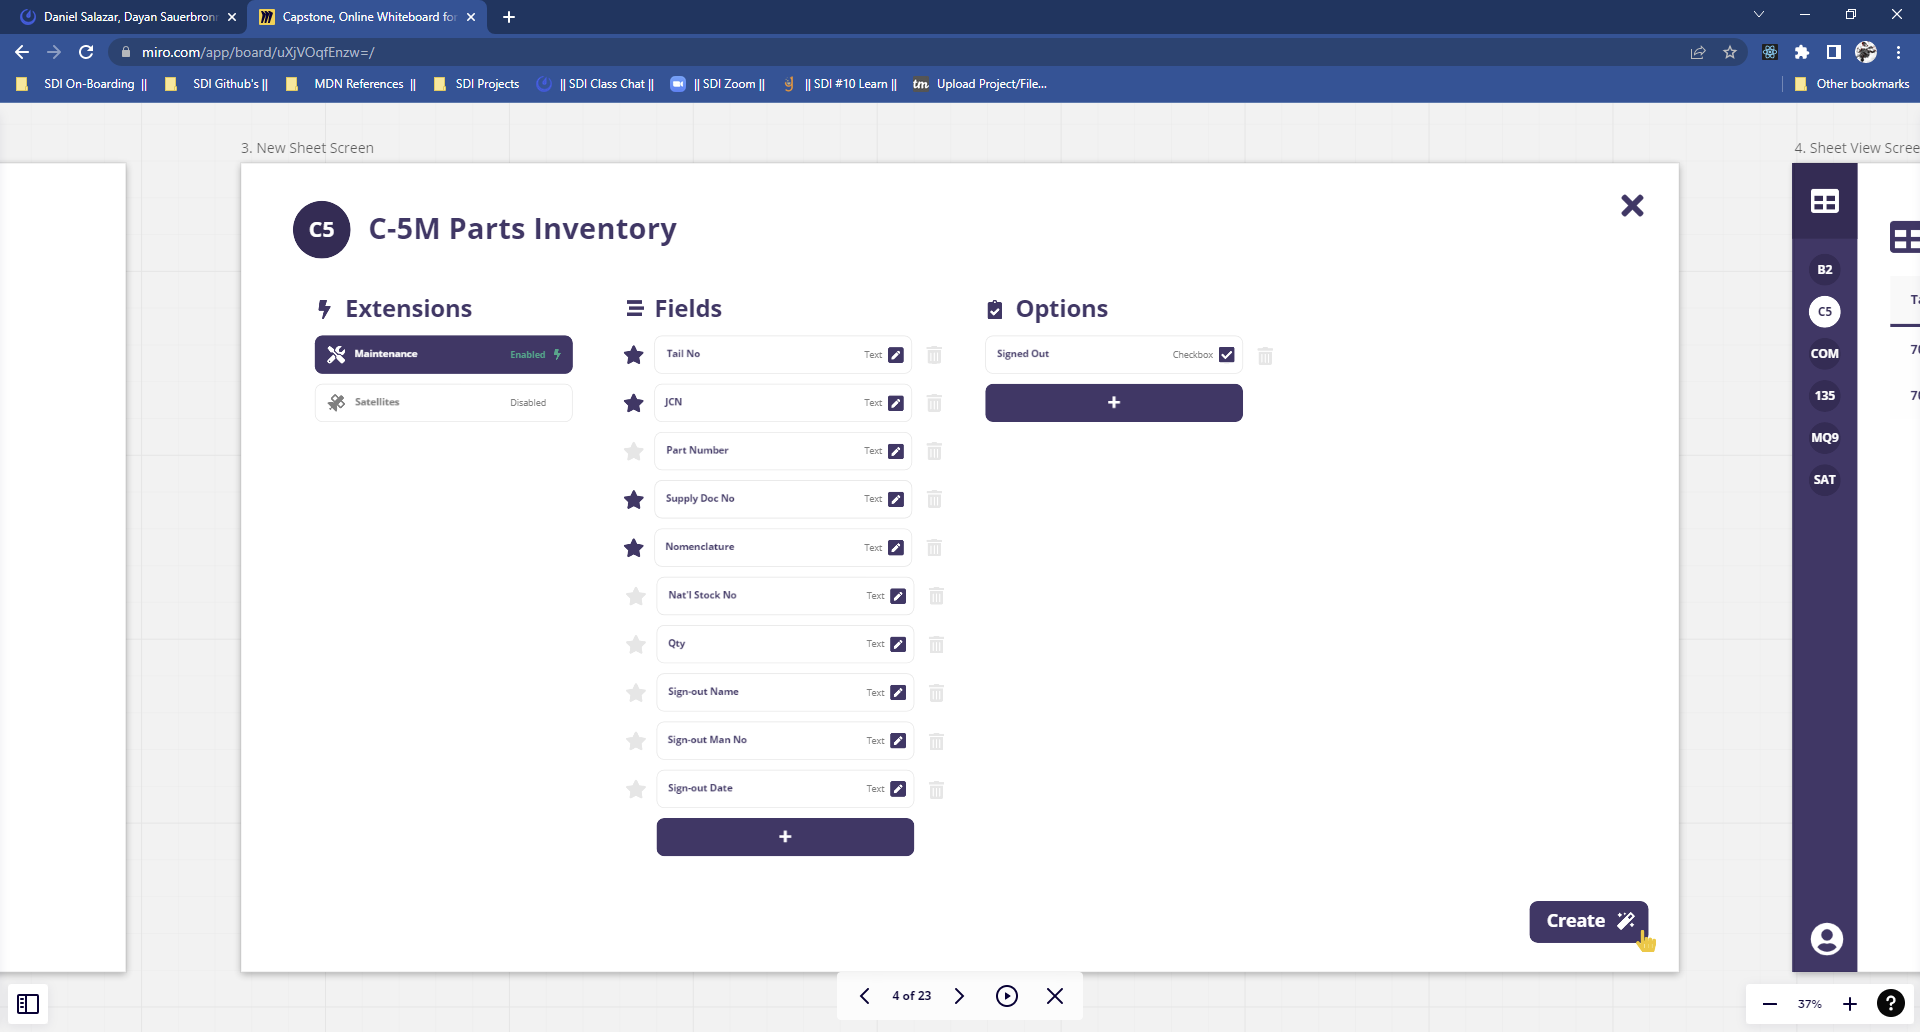 Daniel Salazar, Dayan Sauerbronn
Capstone, Online Whiteboard for
miro.com/app/board/uXjVOqfEnzw=/
SDI On-Boarding || SDI Github's || MDN References || SDI Projects || SDI Class Chat || || SDI Zoom || || SDI #10 Learn || tm Upload Project/File... Other bookmarks
3. New Sheet Screen
4. Sheet View Scree
C5 C-5M Parts Inventory
Extensions
Maintenance Enabled
Satellites Disabled
Fields
Tail No Text
JCN Text
Part Number Text
Supply Doc No Text
Nomenclature Text
Nat'l Stock No Text
Qty Text
Sign-out Name Text
Sign-out Man No Text
Sign-out Date Text
+
Options
Signed Out Checkbox
+
Create
B2
C5
COM
135
MQ9
SAT
Ta
70
70
4 of 23
37%
?